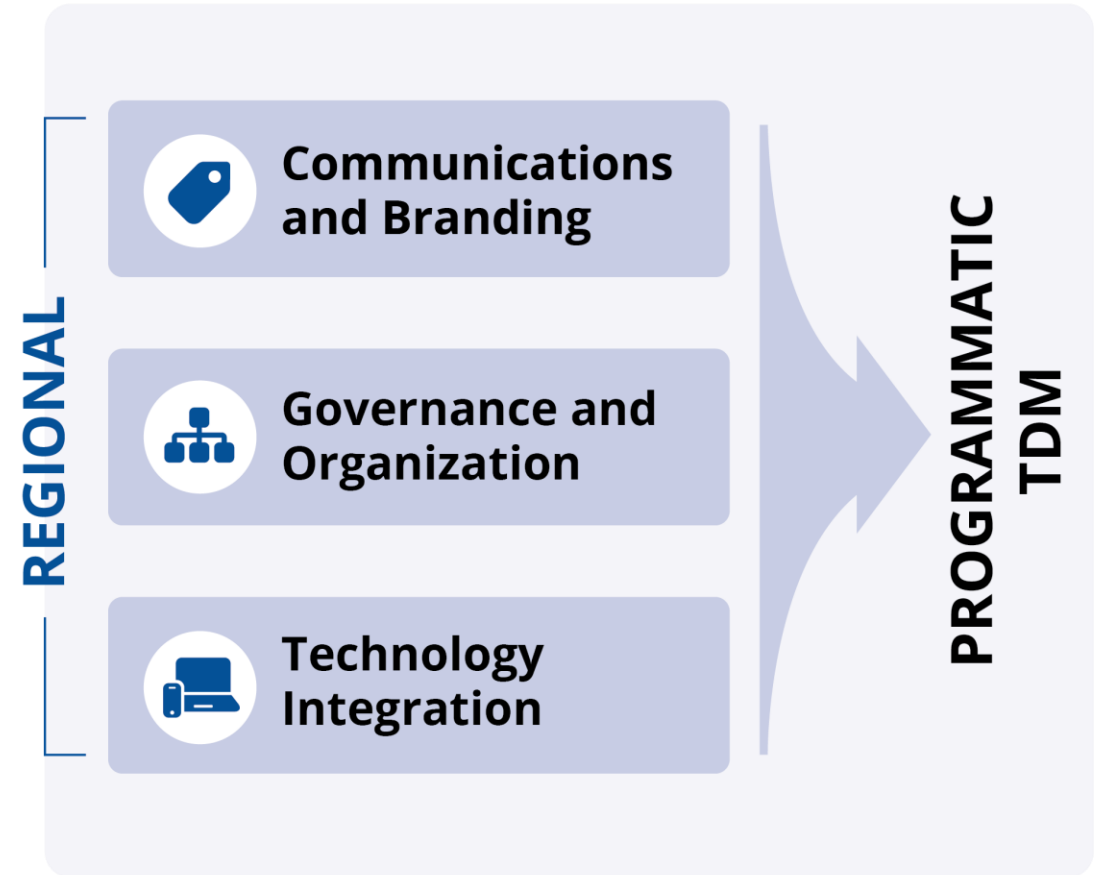 REGIONAL
Communications
and Branding
Governance and
Organization
Technology
Integration
PROGRAMMATIC
TDM